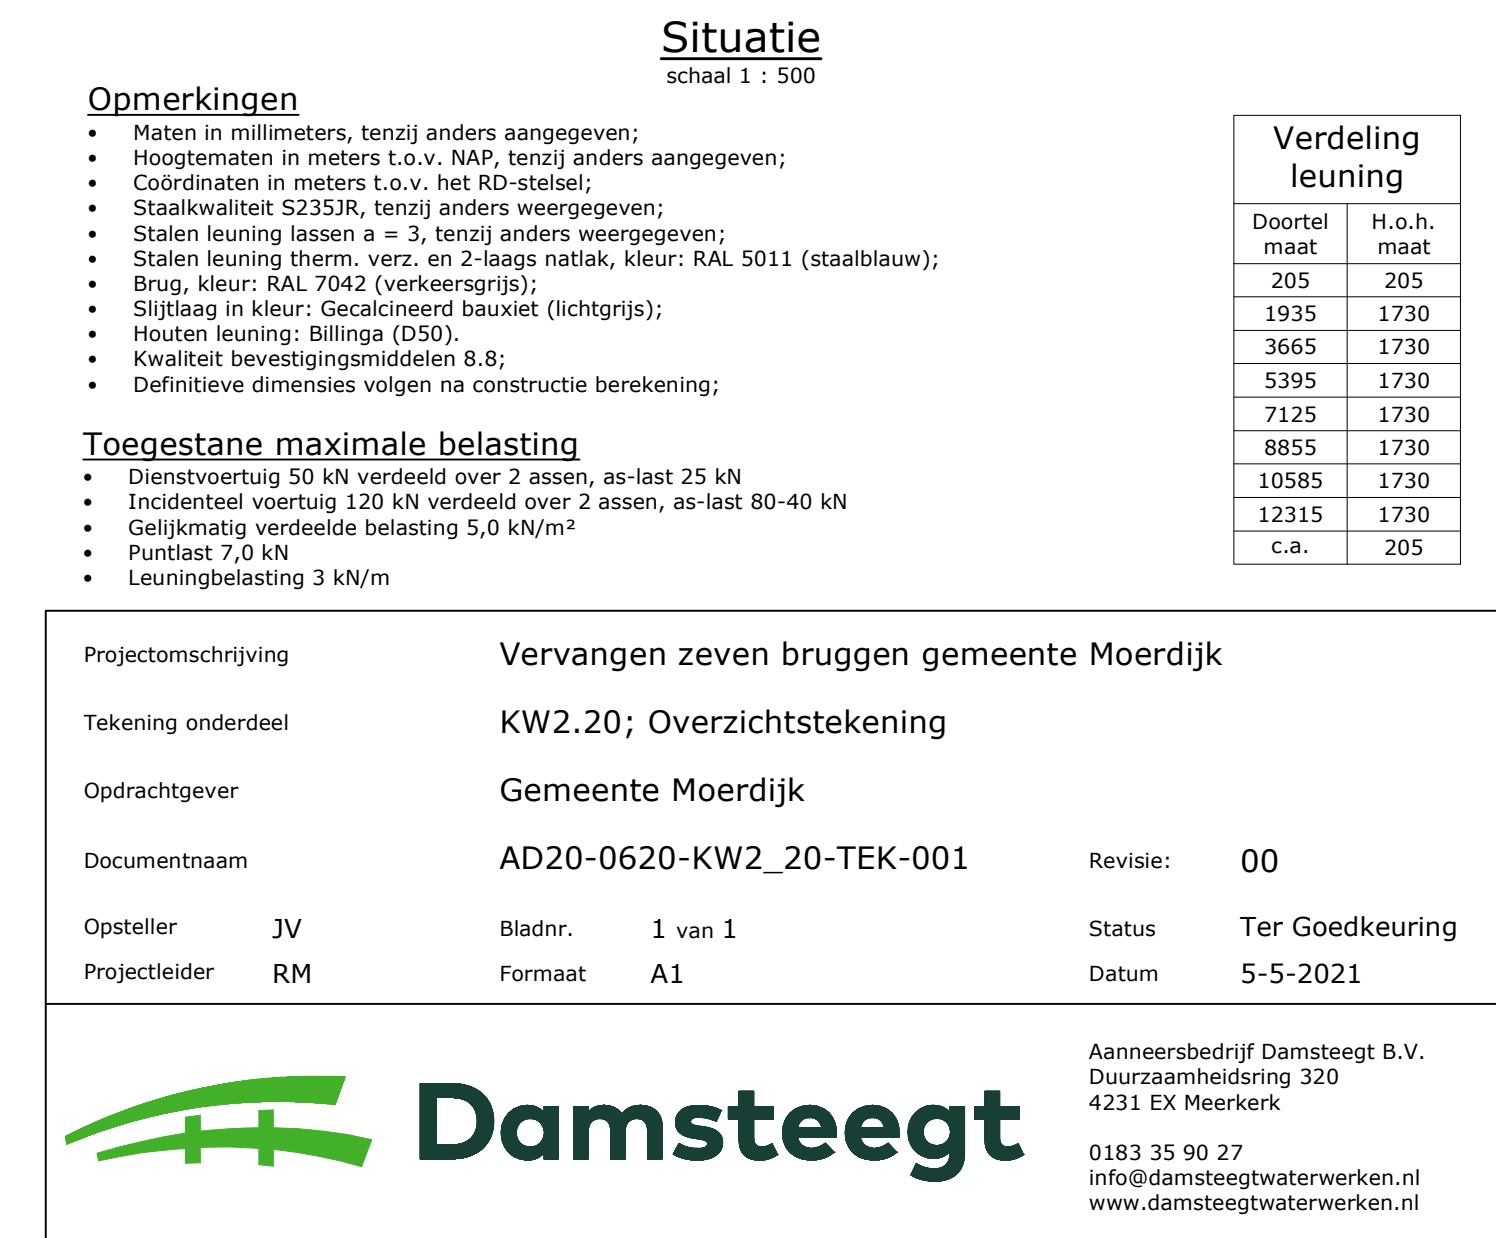 Situatie
schaal 1 : 500
Opmerkingen
• Maten in millimeters, tenzij anders aangegeven;
• Hoogtematen in meters t.o.v. NAP, tenzij anders aangegeven;
• Coördinaten in meters t.o.v. het RD-stelsel;
• Staalkwaliteit S235JR, tenzij anders weergegeven;
• Stalen leuning lassen a = 3, tenzij anders weergegeven;
• Stalen leuning therm. verz. en 2-laags natlak, kleur: RAL 5011 (staalblauw);
• Brug, kleur: RAL 7042 (verkeersgrijs);
• Slijtlaag in kleur: Gecalcineerd bauxiet (lichtgrijs);
• Houten leuning: Billinga (D50).
• Kwaliteit bevestigingsmiddelen 8.8;
• Definitieve dimensies volgen na constructie berekening;
Toegestane maximale belasting
• Dienstvoertuig 50 kN verdeeld over 2 assen, as-last 25 kN
• Incidenteel voertuig 120 kN verdeeld over 2 assen, as-last 80-40 kN
• Gelijkmatig verdeelde belasting 5,0 kN/m²
• Puntlast 7,0 kN
• Leuningbelasting 3 kN/m
Verdeling
leuning
Doortel H.o.h.
maat maat
205 205
1935 1730
3665 1730
5395 1730
7125 1730
8855 1730
10585 1730
12315 1730
c.a. 205
Projectomschrijving Vervangen zeven bruggen gemeente Moerdijk
Tekening onderdeel KW2.20; Overzichtstekening
Opdrachtgever Gemeente Moerdijk
Documentnaam AD20-0620-KW2_20-TEK-001 Revisie: 00
Opsteller JV Bladnr. 1 van 1 Status Ter Goedkeuring
Projectleider RM Formaat A1 Datum 5-5-2021
Damsteegt
Aanneersbedrijf Damsteegt B.V.
Duurzaamheidsring 320
4231 EX Meerkerk
0183 35 90 27
info@damsteegtwaterwerken.nl
www.damsteegtwaterwerken.nl